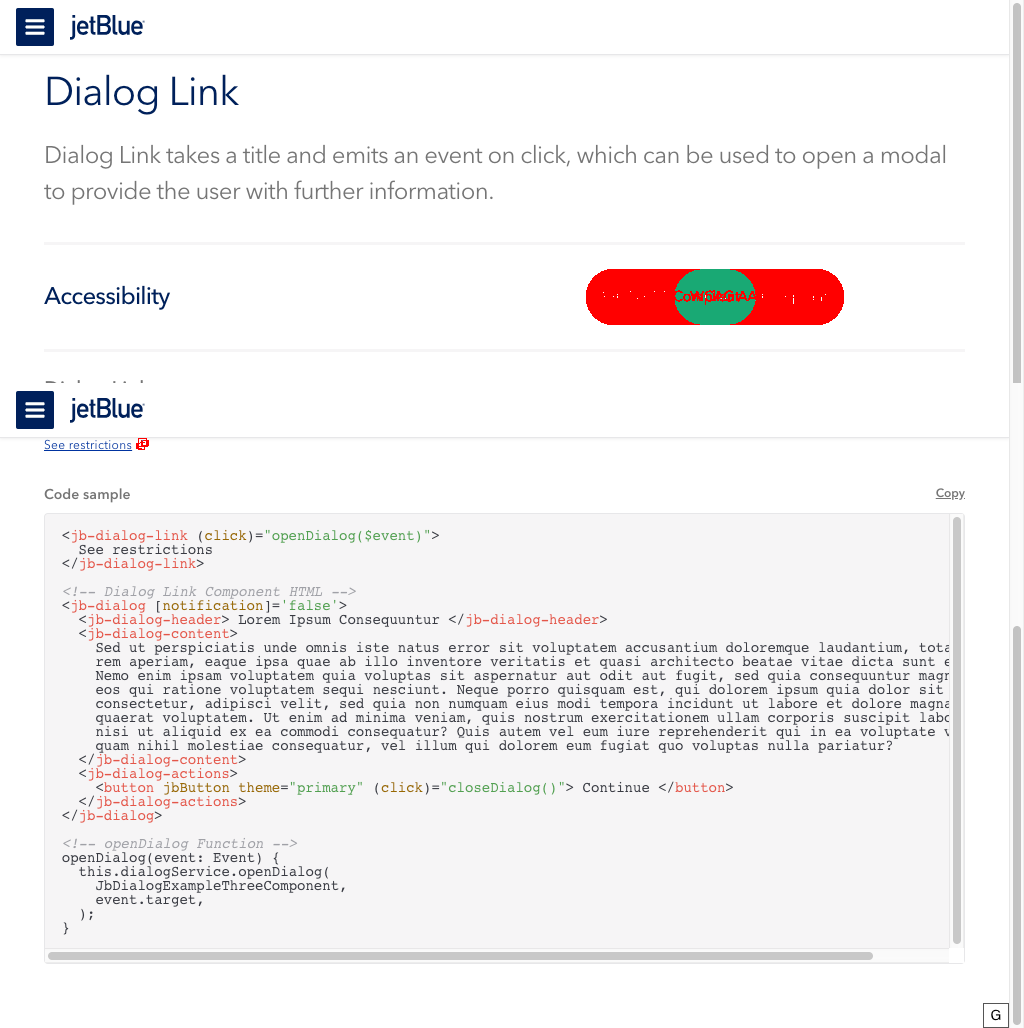 jetBlue
Dialog Link
Dialog Link takes a title and emits an event on click, which can be used to open a modal
to provide the user with further information.
Accessibility
jetBlue
See restrictions
Code sample
Copy
<jb-dialog-link (click)="openDialog($event)">
  See restrictions
</jb-dialog-link>
<!-- Dialog Link Component HTML -->
<jb-dialog [notification]='false'>
  <jb-dialog-header> Lorem Ipsum Consequuntur </jb-dialog-header>
  <jb-dialog-content>
    Sed ut perspiciatis unde omnis iste natus error sit voluptatem accusantium doloremque laudantium, tota
    rem aperiam, eaque ipsa quae ab illo inventore veritatis et quasi architecto beatae vitae dicta sunt e
    Nemo enim ipsam voluptatem quia voluptas sit aspernatur aut odit aut fugit, sed quia consequuntur magn
    eos qui ratione voluptatem sequi nesciunt. Neque porro quisquam est, qui dolorem ipsum quia dolor sit
    consectetur, adipisci velit, sed quia non numquam eius modi tempora incidunt ut labore et dolore magna
    quaerat voluptatem. Ut enim ad minima veniam, quis nostrum exercitationem ullam corporis suscipit labo
    nisi ut aliquid ex ea commodi consequatur? Quis autem vel eum iure reprehenderit qui in ea voluptate v
    quam nihil molestiae consequatur, vel illum qui dolorem eum fugiat quo voluptas nulla pariatur?
  </jb-dialog-content>
  <jb-dialog-actions>
    <button jbButton theme="primary" (click)="closeDialog()"> Continue </button>
  </jb-dialog-actions>
</jb-dialog>
<!-- openDialog Function -->
openDialog(event: Event) {
  this.dialogService.openDialog(
    JbDialogExampleThreeComponent,
    event.target,
  );
}
G